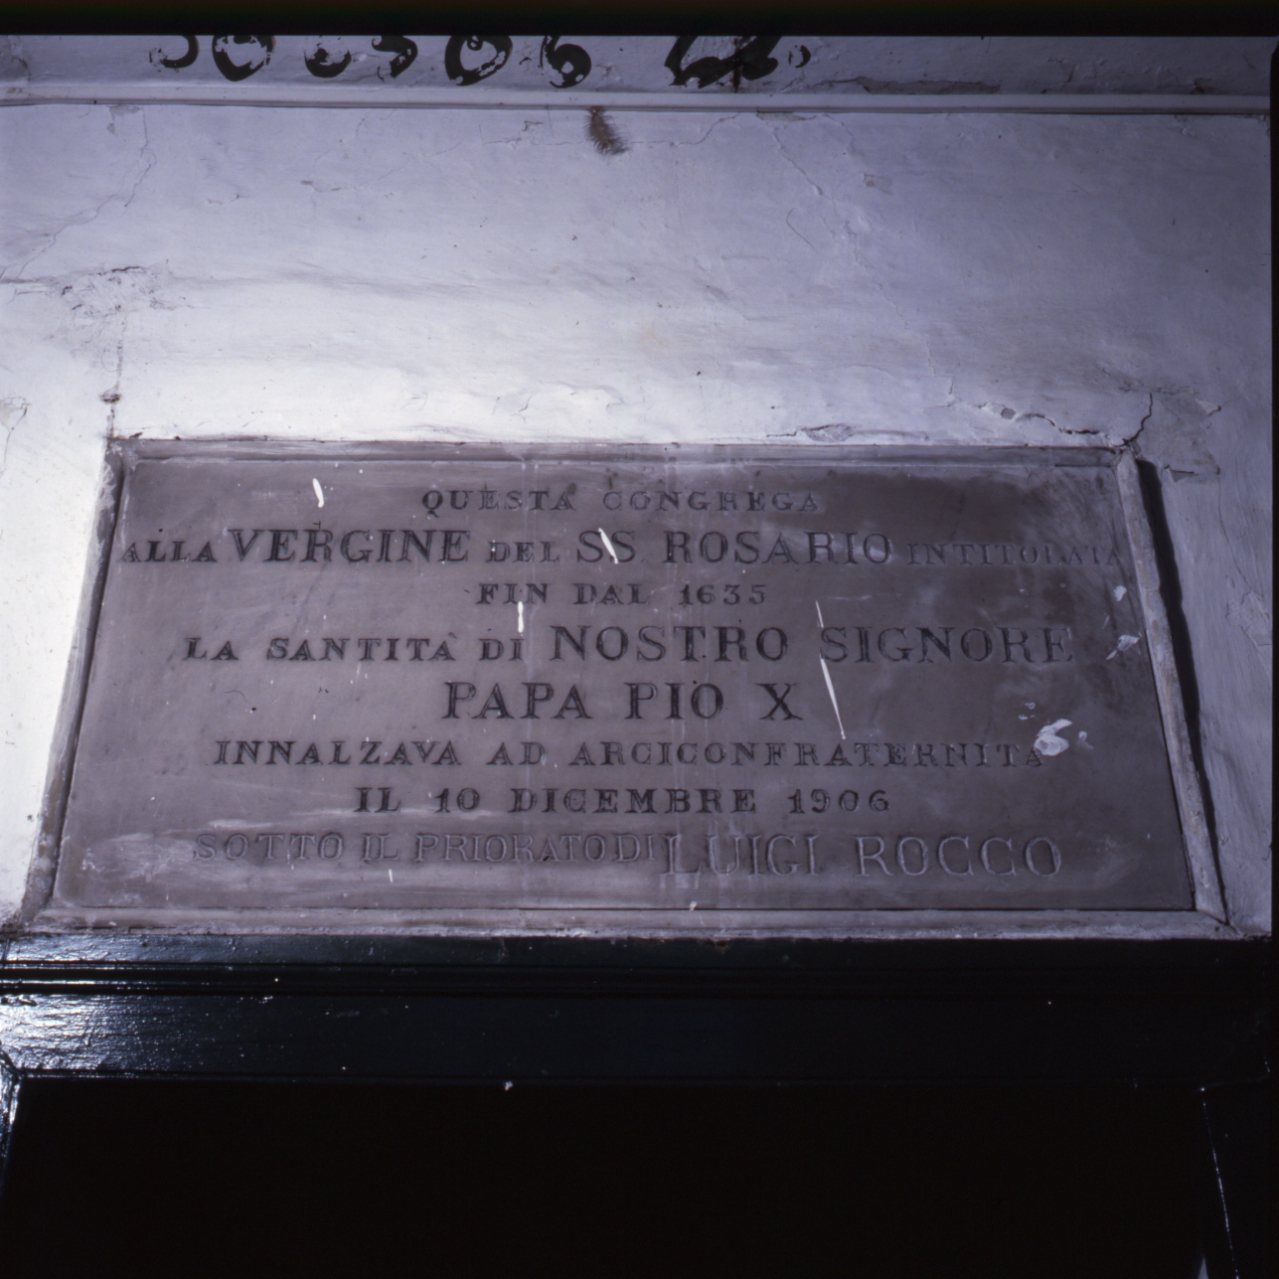 QUESTA CONGREGA
ALLA VERGINE DEL SS ROSARIO INTITOLATA
FIN DAL 1635
LA SANTITÀ DI NOSTRO SIGNORE
PAPA PIO X
INNALZAVA AD ARCICONFRATERNITA
IL 10 DICEMBRE 1906
SOTTO IL PRIORATO DI LUIGI ROCCO